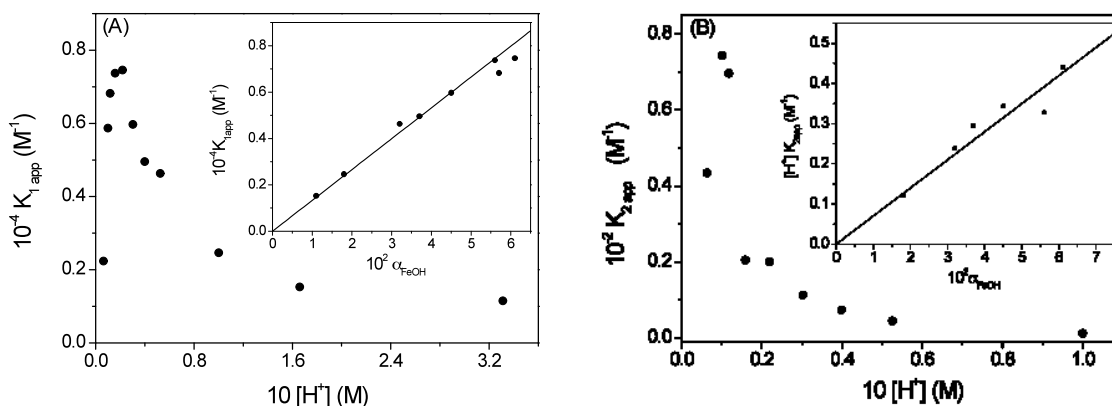 (A)
10⁻⁴ K₁ app (M⁻¹)
0.8
0.6
0.4
0.2
0.0
0.0 0.8 1.6 2.4 3.2
10 [H⁺] (M)
10⁻⁴K₁app (M⁻¹)
0.8
0.6
0.4
0.2
0.0
0 1 2 3 4 5 6
10² α FeOH
(B)
10⁻² K₂ app (M⁻¹)
0.8
0.6
0.4
0.2
0.0
0.0 0.2 0.4 0.6 0.8 1.0
10 [H⁺] (M)
[H⁺] K₂app (M⁻¹)
0.5
0.4
0.3
0.2
0.1
0.0
0 1 2 3 4 5 6 7
10²α FeOH